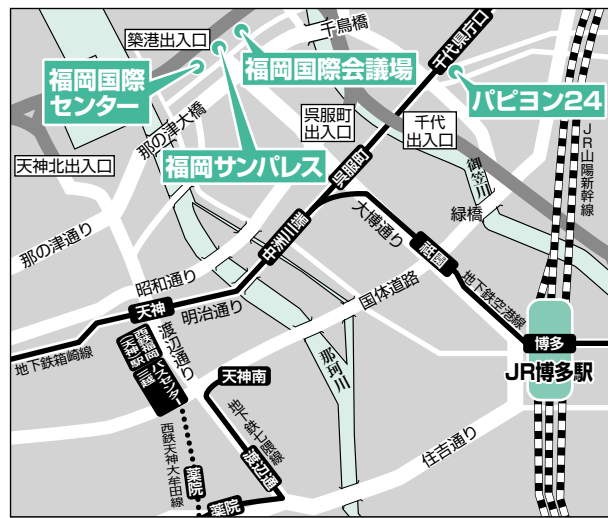 築港出入口
千鳥橋
福岡国際
センター
福岡国際会議場
千代県庁口
パピヨン24
那の津大橋
呉服町
出入口
千代
出入口
天神北出入口
福岡サンパレス
呉服町
御笠川
JR山陽新幹線
那の津通り
中洲川端
大博通り
緑橋
祇園
昭和通り
国体道路
地下鉄空港線
天神
明治通り
地下鉄箱崎線
西鉄福岡
(天神駅)
バスセンター
三越
渡辺通り
那珂川
博多
JR博多駅
天神南
地下鉄七隈線
西鉄天神大牟田線
住吉通り
渡辺通
薬院
薬院